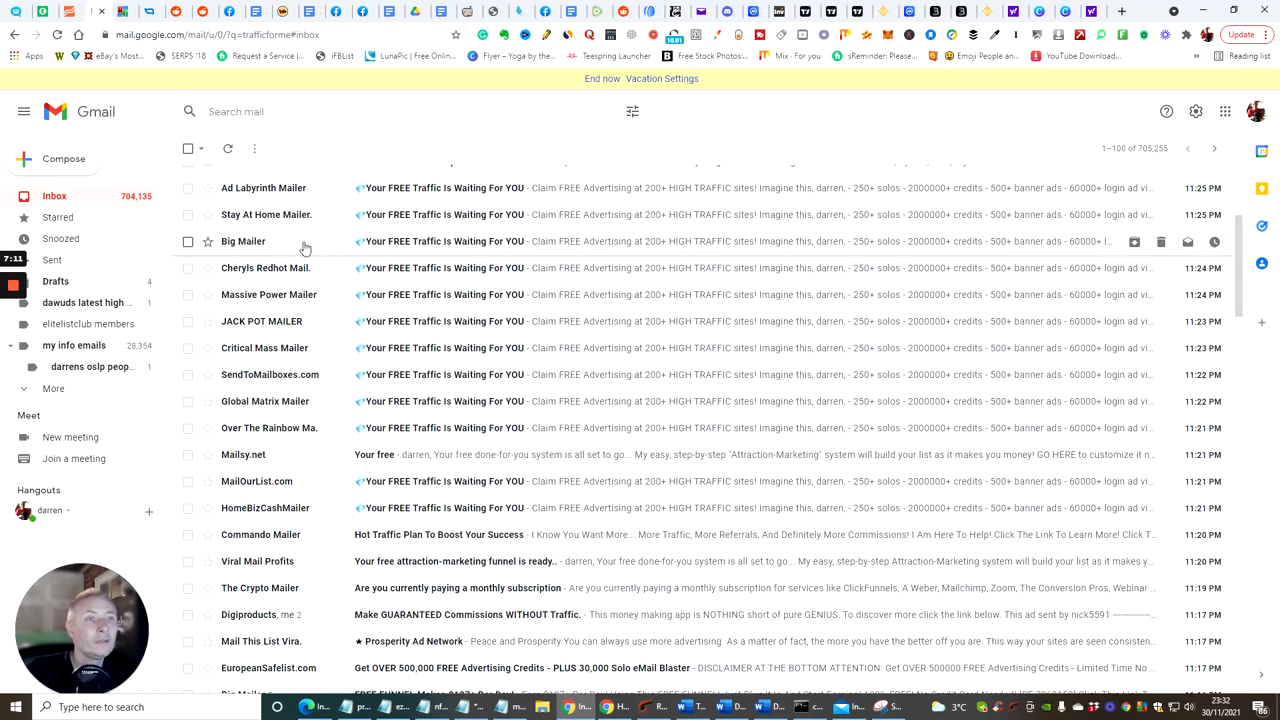 mail.google.com/mail/u/0/?q=trafficforme#inbox
10.01
Update
Apps
eBay's Most...
SERPS '18
Request a Service |...
iFBList
LunaPic | Free Onlin...
Flyer – Yoga by the...
Teespring Launcher
Free Stock Photos:...
Mix · For you
sReminder: Please...
Emoji People and...
YouTube Download...
»
Reading list
End now Vacation Settings
Gmail
Search mail
Compose
1–100 of 705,255
Inbox 704,135
Starred
Snoozed
Sent
Drafts 4
dawuds latest high ... 1
elitelistclub members
my info emails 28,354
darrens oslp peop... 1
More
Meet
New meeting
Join a meeting
Hangouts
darren
7:11
Ad Labyrinth Mailer 💎Your FREE Traffic Is Waiting For YOU - Claim FREE Advertising at 200+ HIGH TRAFFIC sites! Imagine this, darren, - 250+ solos - 2000000+ credits - 500+ banner ads - 60000+ login ad vi... 11:25 PM
Stay At Home Mailer. 💎Your FREE Traffic Is Waiting For YOU - Claim FREE Advertising at 200+ HIGH TRAFFIC sites! Imagine this, darren, - 250+ solos - 2000000+ credits - 500+ banner ads - 60000+ login ad vi... 11:25 PM
Big Mailer 💎Your FREE Traffic Is Waiting For YOU - Claim FREE Advertising at 200+ HIGH TRAFFIC sites! Imagine this, darren, - 250+ solos - 2000000+ credits - 500+ banner ads - 60000+ l...
Cheryls Redhot Mail. 💎Your FREE Traffic Is Waiting For YOU - Claim FREE Advertising at 200+ HIGH TRAFFIC sites! Imagine this, darren, - 250+ solos - 2000000+ credits - 500+ banner ads - 60000+ login ad vi... 11:24 PM
Massive Power Mailer 💎Your FREE Traffic Is Waiting For YOU - Claim FREE Advertising at 200+ HIGH TRAFFIC sites! Imagine this, darren, - 250+ solos - 2000000+ credits - 500+ banner ads - 60000+ login ad vi... 11:24 PM
JACK POT MAILER 💎Your FREE Traffic Is Waiting For YOU - Claim FREE Advertising at 200+ HIGH TRAFFIC sites! Imagine this, darren, - 250+ solos - 2000000+ credits - 500+ banner ads - 60000+ login ad vi... 11:23 PM
Critical Mass Mailer 💎Your FREE Traffic Is Waiting For YOU - Claim FREE Advertising at 200+ HIGH TRAFFIC sites! Imagine this, darren, - 250+ solos - 2000000+ credits - 500+ banner ads - 60000+ login ad vi... 11:23 PM
SendToMailboxes.com 💎Your FREE Traffic Is Waiting For YOU - Claim FREE Advertising at 200+ HIGH TRAFFIC sites! Imagine this, darren, - 250+ solos - 2000000+ credits - 500+ banner ads - 60000+ login ad vi... 11:22 PM
Global Matrix Mailer 💎Your FREE Traffic Is Waiting For YOU - Claim FREE Advertising at 200+ HIGH TRAFFIC sites! Imagine this, darren, - 250+ solos - 2000000+ credits - 500+ banner ads - 60000+ login ad vi... 11:22 PM
Over The Rainbow Ma. 💎Your FREE Traffic Is Waiting For YOU - Claim FREE Advertising at 200+ HIGH TRAFFIC sites! Imagine this, darren, - 250+ solos - 2000000+ credits - 500+ banner ads - 60000+ login ad vi... 11:21 PM
Mailsy.net Your free - darren, Your free done-for-you system is all set to go... My easy, step-by-step "Attraction-Marketing" system will build your list as it makes you money! GO HERE to customize it n... 11:21 PM
MailOurList.com 💎Your FREE Traffic Is Waiting For YOU - Claim FREE Advertising at 200+ HIGH TRAFFIC sites! Imagine this, darren, - 250+ solos - 2000000+ credits - 500+ banner ads - 60000+ login ad vi... 11:21 PM
HomeBizCashMailer 💎Your FREE Traffic Is Waiting For YOU - Claim FREE Advertising at 200+ HIGH TRAFFIC sites! Imagine this, darren, - 250+ solos - 2000000+ credits - 500+ banner ads - 60000+ login ad vi... 11:21 PM
Commando Mailer Hot Traffic Plan To Boost Your Success - I Know You Want More... More Traffic, More Referrals, And Definitely More Commissions! I Am Here To Help! Click The Link To Learn More! Click T... 11:20 PM
Viral Mail Profits Your free attraction-marketing funnel is ready.. - darren, Your free done-for-you system is all set to go... My easy, step-by-step Attraction-Marketing system will build your list as it makes y... 11:20 PM
The Crypto Mailer Are you currently paying a monthly subscription - Are you currently paying a monthly subscription for services like ClickFunnels, A Weber, Mailchimp, Zoom, The Conversion Pros, Webinar ... 11:19 PM
Digiproducts, me 2 Make GUARANTEED Commissions WITHOUT Traffic. - This money making app is NOTHING short of pure GENIUS. To discover more click the link below. This ad sent by nick5591 ----------... 11:17 PM
Mail This List Vira. ★ Prosperity Ad Network - Peace and Prosperity You can always use more advertising. As a matter of fact, the more you have the better off you are. This way your sites are seen consisten... 11:17 PM
EuropeanSafelist.com Get OVER 500,000 FREE Advertising Credits - PLUS 30,000 Solo eMail Blaster - DISCLAIMER AT THE BOTTOM ATTENTION: Get OVER 500000 FREE Advertising Credits - Limited Time No ... 11:17 PM
Type here to search
3°C
23:32
30/11/2021